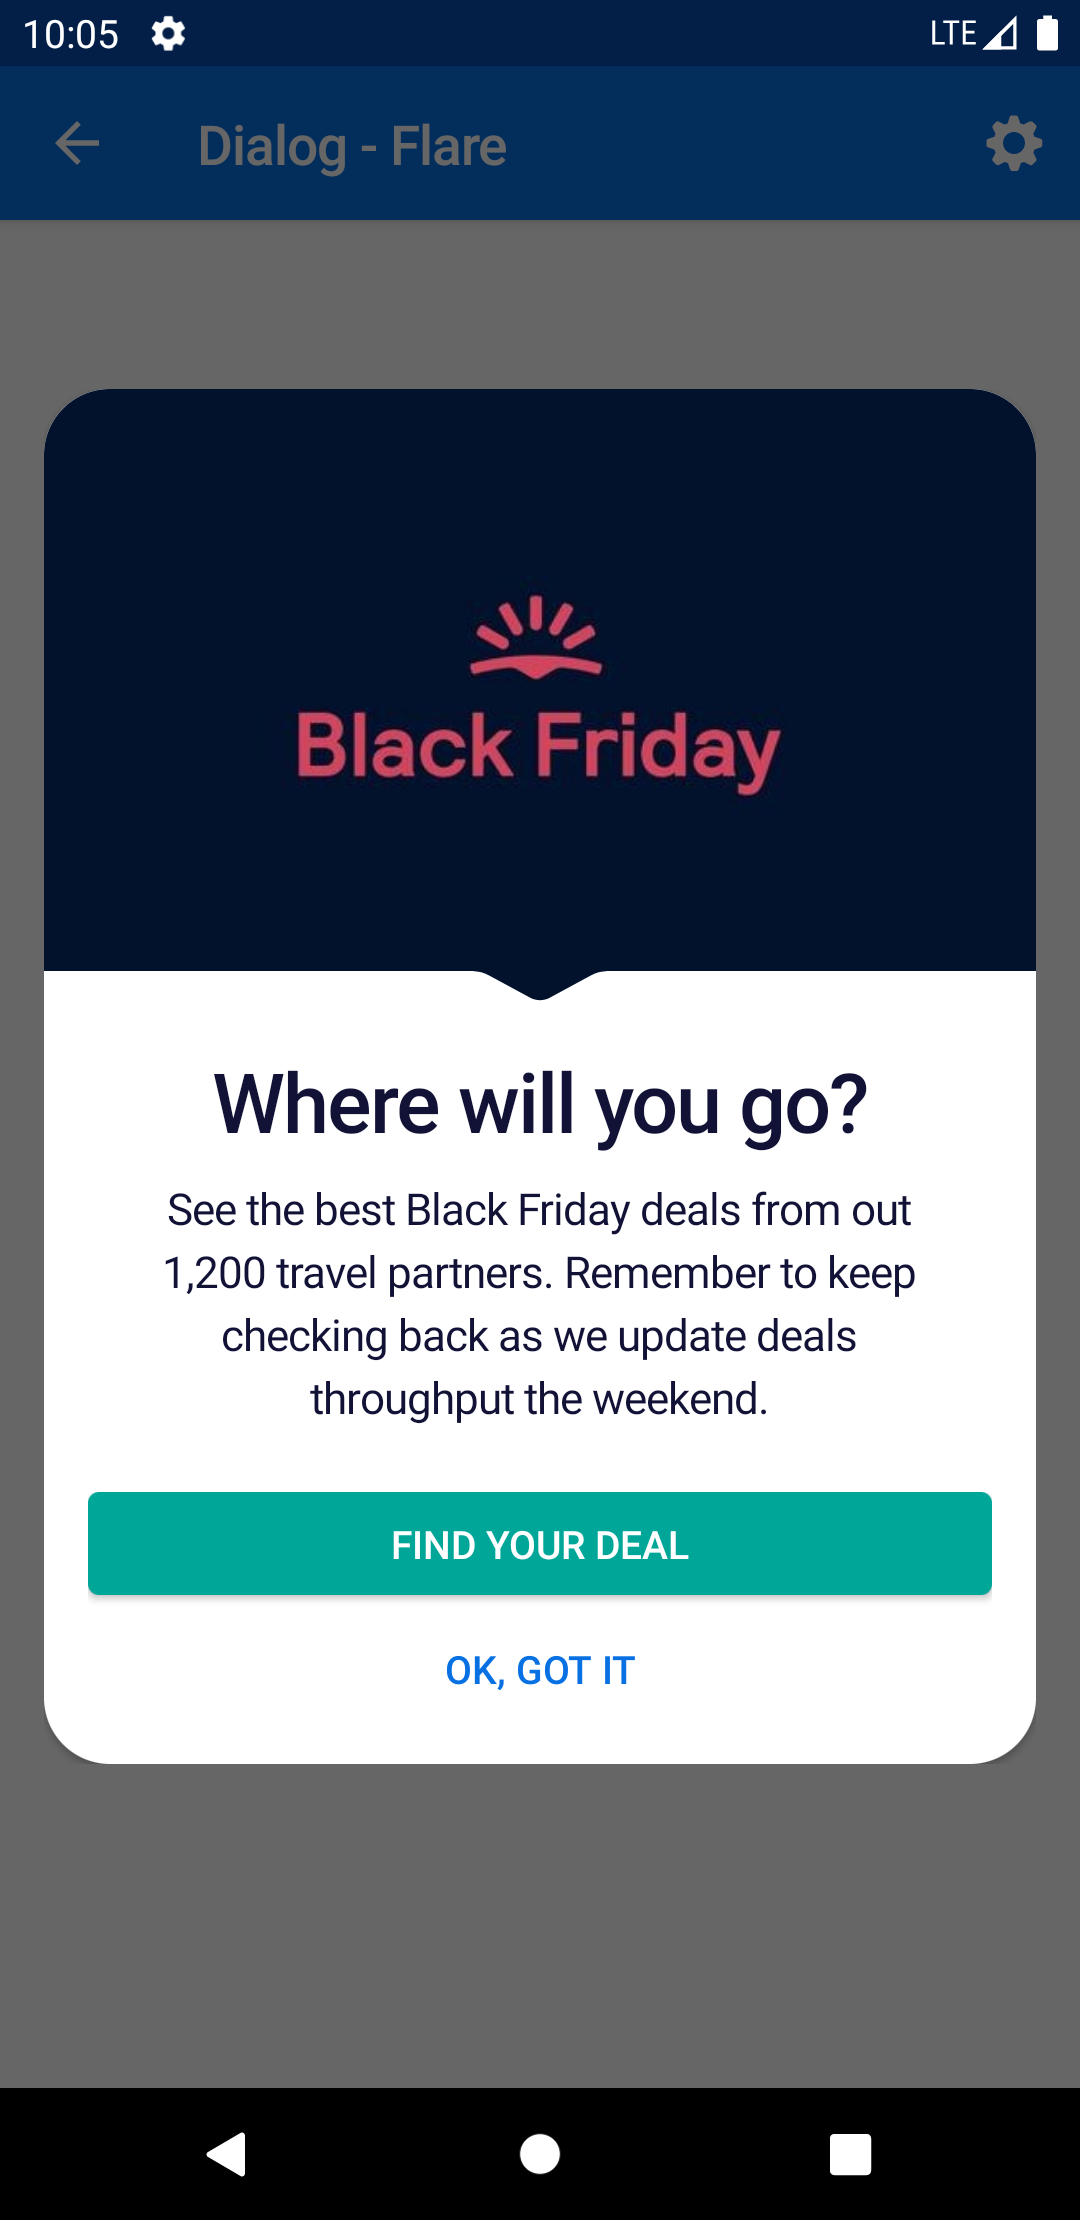 10:05 LTE
Dialog - Flare
Black Friday
Where will you go?
See the best Black Friday deals from out
1,200 travel partners. Remember to keep
checking back as we update deals
throughput the weekend.
FIND YOUR DEAL
OK, GOT IT